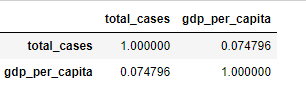 total_cases gdp_per_capita
total_cases 1.000000 0.074796
gdp_per_capita 0.074796 1.000000